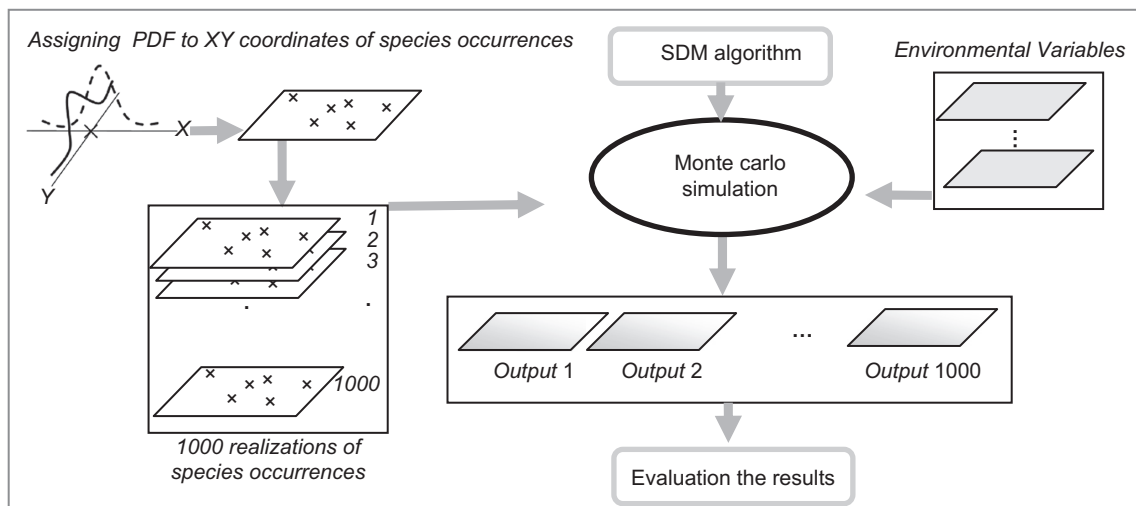 Assigning PDF to XY coordinates of species occurrences
X
Y
1
2
3
.
.
1000
1000 realizations of
species occurrences
SDM algorithm
Environmental Variables
⋮
Monte carlo
simulation
...
Output 1
Output 2
Output 1000
Evaluation the results